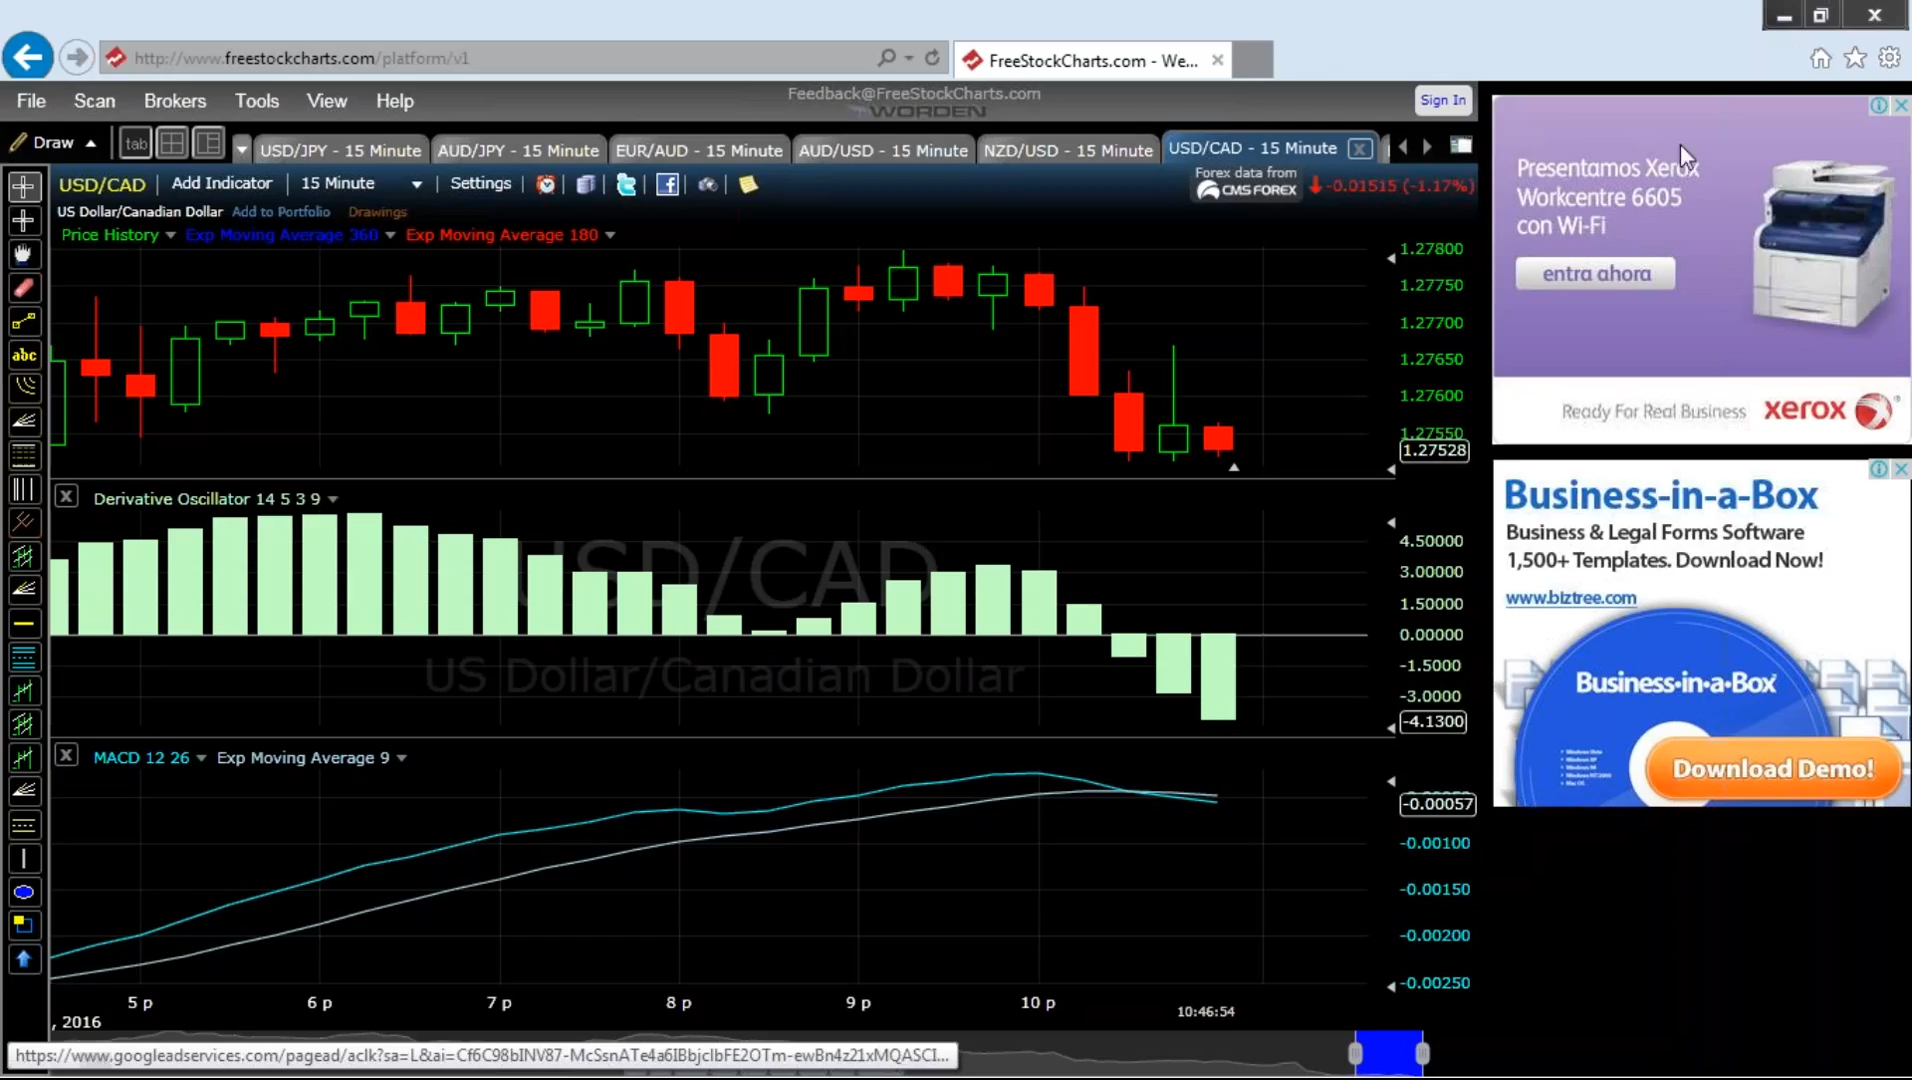 http://www.freestockcharts.com/platform/v1
FreeStockCharts.com - We...
File Scan Brokers Tools View Help
Feedback@FreeStockCharts.com
WORDEN
Sign In
Draw
tab
USD/JPY - 15 Minute
AUD/JPY - 15 Minute
EUR/AUD - 15 Minute
AUD/USD - 15 Minute
NZD/USD - 15 Minute
USD/CAD - 15 Minute
USD/CAD Add Indicator 15 Minute Settings
Forex data from
CMS FOREX
-0.01515 (-1.17%)
US Dollar/Canadian Dollar Add to Portfolio Drawings
Price History Exp Moving Average 360 Exp Moving Average 180
abc
1.27800
1.27750
1.27700
1.27650
1.27600
1.27550
1.27528
Derivative Oscillator 14 5 3 9
USD/CAD
US Dollar/Canadian Dollar
4.50000
3.00000
1.50000
0.00000
-1.5000
-3.0000
-4.1300
MACD 12 26 Exp Moving Average 9
-0.00057
-0.00100
-0.00150
-0.00200
-0.00250
5 p 6 p 7 p 8 p 9 p 10 p 10:46:54
, 2016
https://www.googleadservices.com/pagead/aclk?sa=L&ai=Cf6C98bINV87-McSsnATe4a6IBbjclbFE2OTm-ewBn4z21xMQASCI...
Presentamos Xerox
Workcentre 6605
con Wi-Fi
entra ahora
Ready For Real Business xerox
Business-in-a-Box
Business & Legal Forms Software
1,500+ Templates. Download Now!
www.biztree.com
Business-in-a-Box
Download Demo!